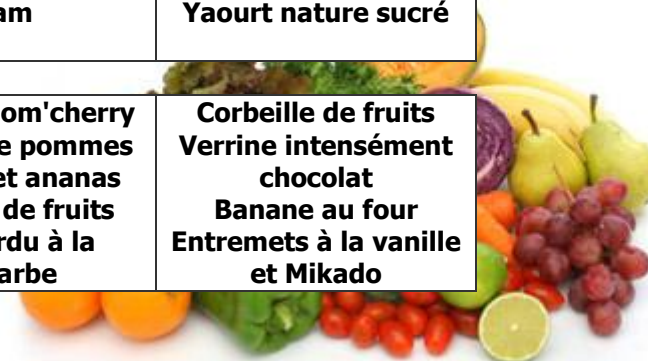 am
Yaourt nature sucré
om'cherry
e pommes
et ananas
de fruits
rdu à la
arbe
Corbeille de fruits
Verrine intensément
chocolat
Banane au four
Entremets à la vanille
et Mikado